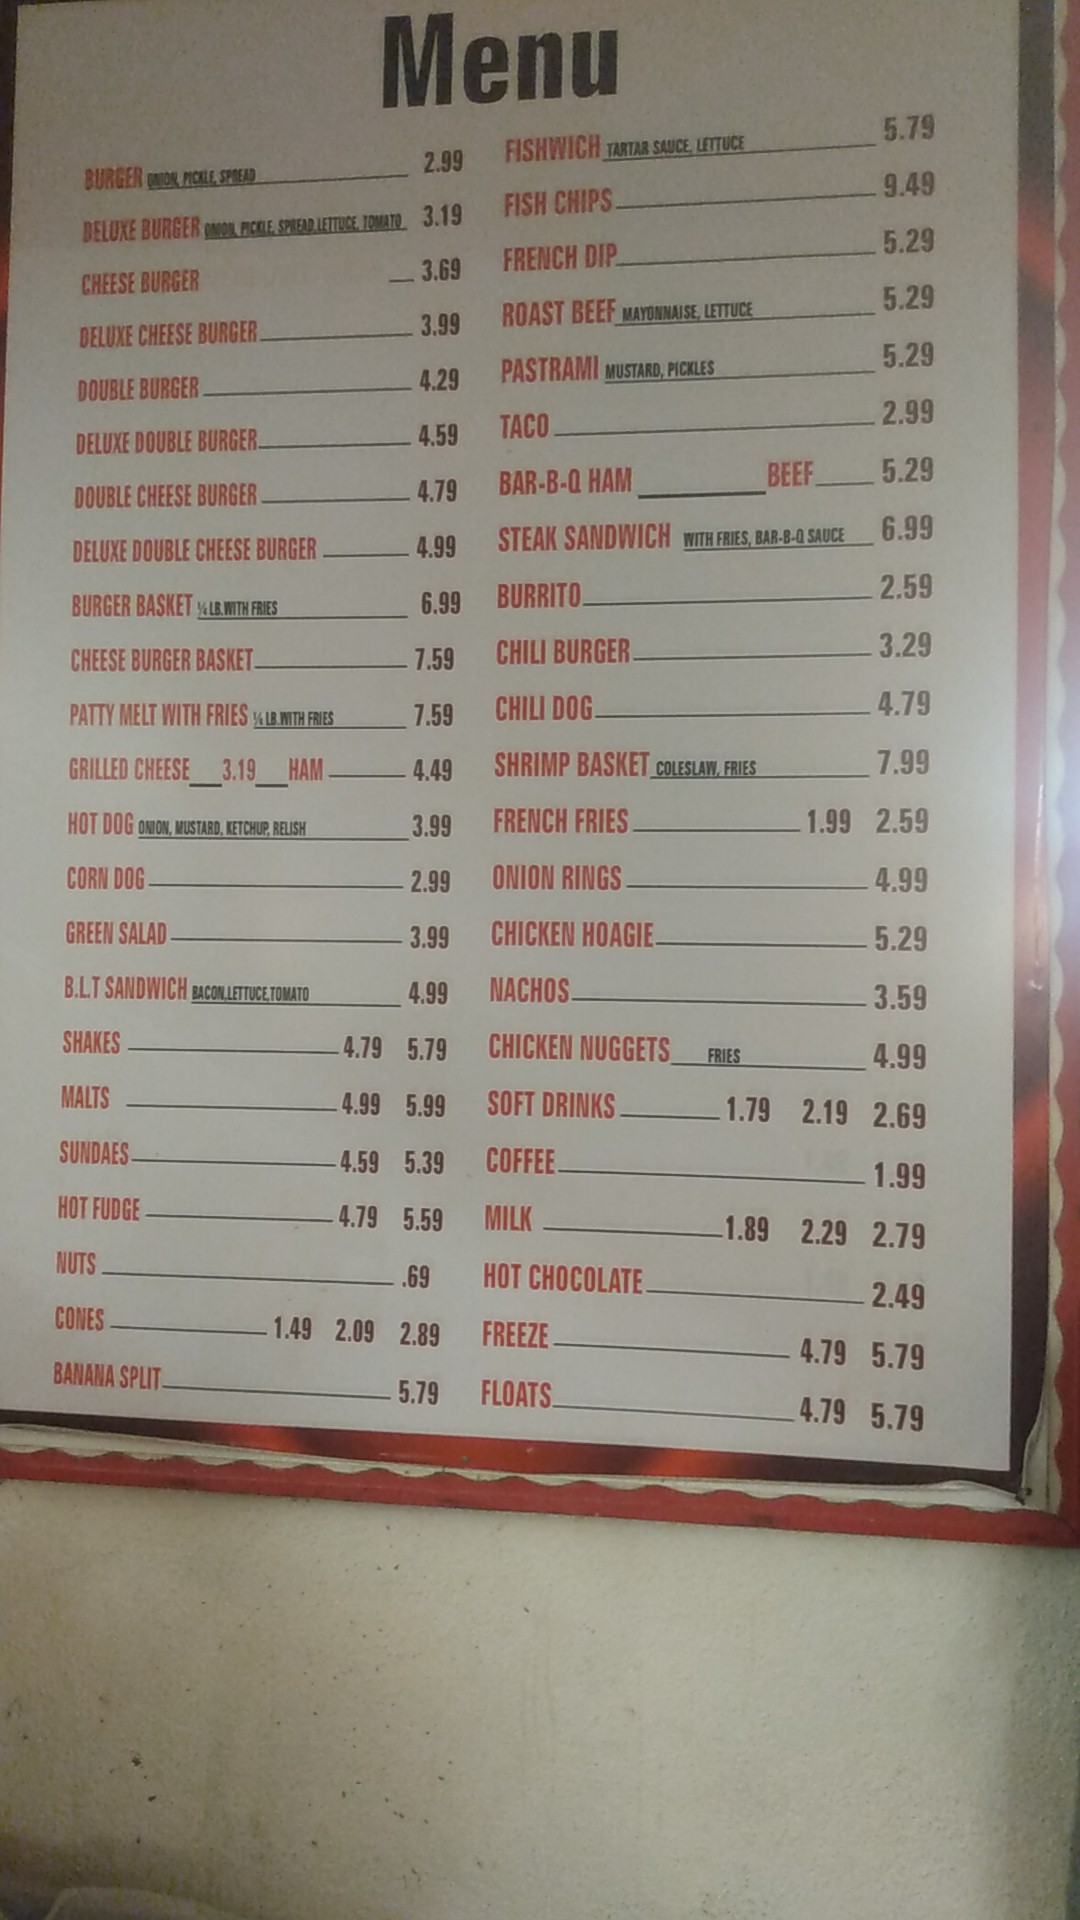 Menu
BURGER ONION, PICKLE, SPREAD 2.99
DELUXE BURGER ONION, PICKLE, SPREAD, LETTUCE, TOMATO 3.19
CHEESE BURGER 3.69
DELUXE CHEESE BURGER 3.99
DOUBLE BURGER 4.29
DELUXE DOUBLE BURGER 4.59
DOUBLE CHEESE BURGER 4.79
DELUXE DOUBLE CHEESE BURGER 4.99
BURGER BASKET ¼ LB. WITH FRIES 6.99
CHEESE BURGER BASKET 7.59
PATTY MELT WITH FRIES ¼ LB. WITH FRIES 7.59
GRILLED CHEESE 3.19 HAM 4.49
HOT DOG ONION, MUSTARD, KETCHUP, RELISH 3.99
CORN DOG 2.99
GREEN SALAD 3.99
B.L.T SANDWICH BACON,LETTUCE,TOMATO 4.99
SHAKES 4.79 5.79
MALTS 4.99 5.99
SUNDAES 4.59 5.39
HOT FUDGE 4.79 5.59
NUTS .69
CONES 1.49 2.09 2.89
BANANA SPLIT 5.79
FISHWICH TARTAR SAUCE, LETTUCE 5.79
FISH CHIPS 9.49
FRENCH DIP 5.29
ROAST BEEF MAYONNAISE, LETTUCE 5.29
PASTRAMI MUSTARD, PICKLES 5.29
TACO 2.99
BAR-B-Q HAM BEEF 5.29
STEAK SANDWICH WITH FRIES, BAR-B-Q SAUCE 6.99
BURRITO 2.59
CHILI BURGER 3.29
CHILI DOG 4.79
SHRIMP BASKET COLESLAW, FRIES 7.99
FRENCH FRIES 1.99 2.59
ONION RINGS 4.99
CHICKEN HOAGIE 5.29
NACHOS 3.59
CHICKEN NUGGETS FRIES 4.99
SOFT DRINKS 1.79 2.19 2.69
COFFEE 1.99
MILK 1.89 2.29 2.79
HOT CHOCOLATE 2.49
FREEZE 4.79 5.79
FLOATS 4.79 5.79